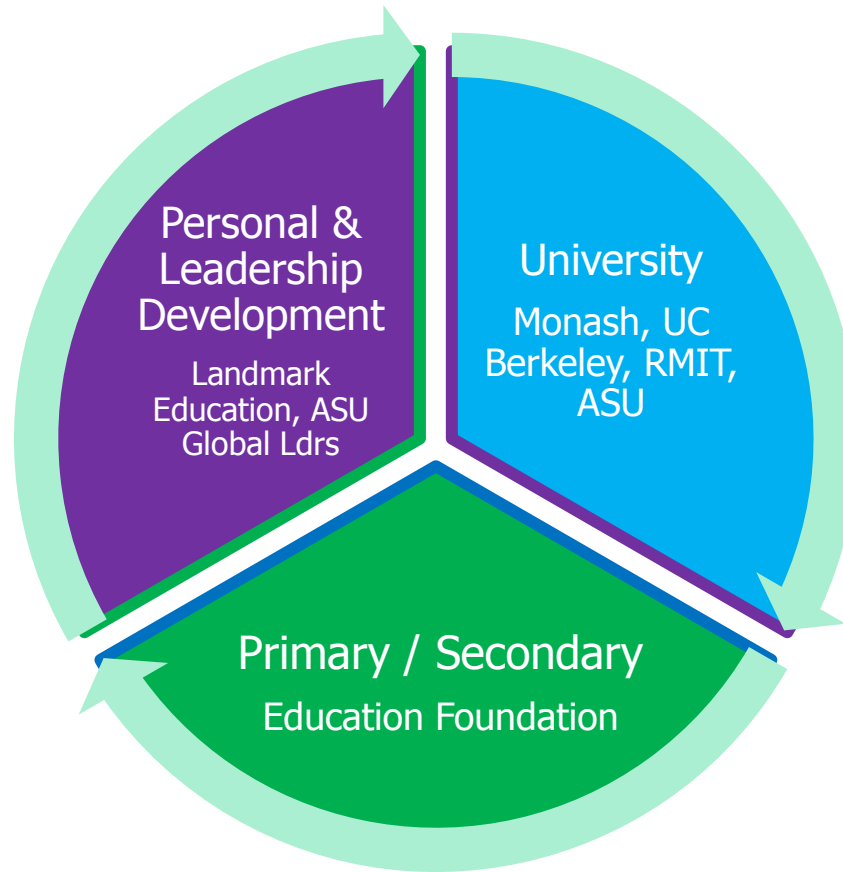 Personal &
Leadership
Development
Landmark
Education, ASU
Global Ldrs
University
Monash, UC
Berkeley, RMIT,
ASU
Primary / Secondary
Education Foundation